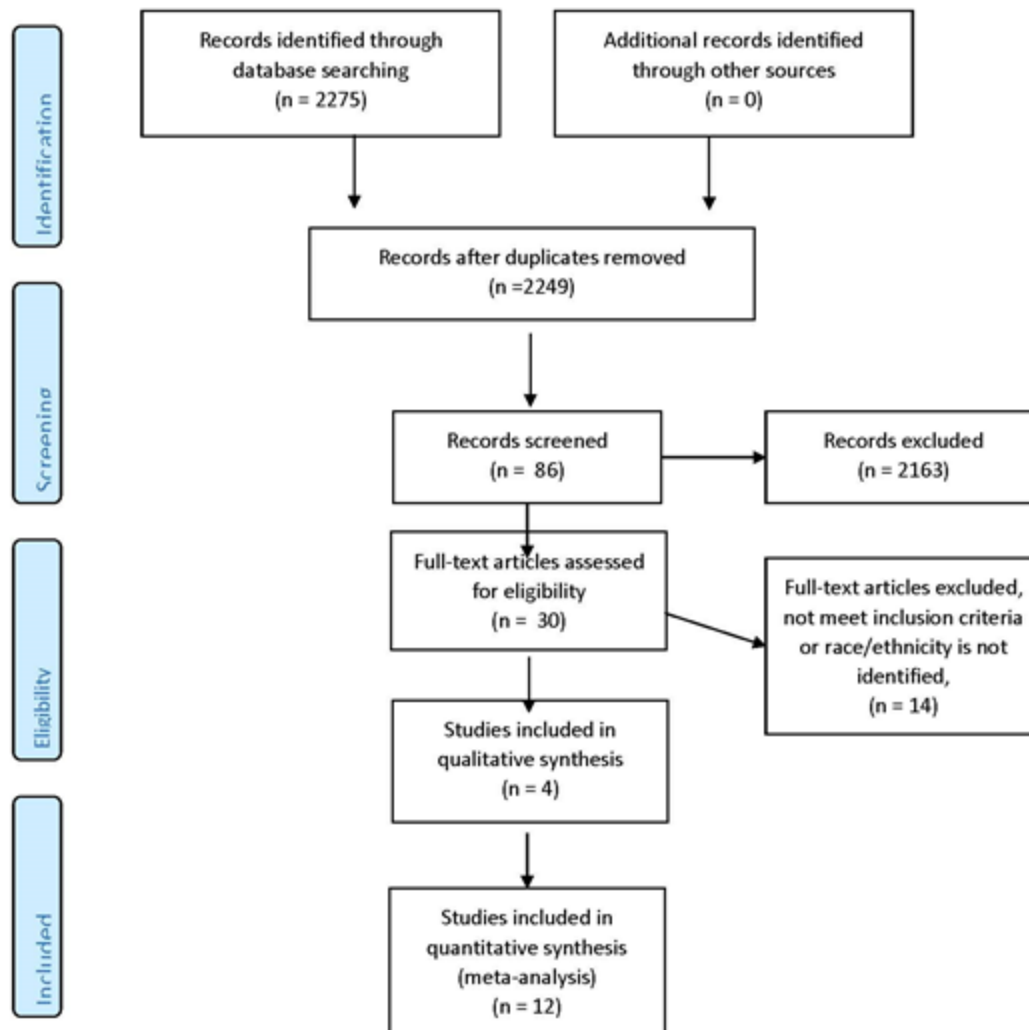 Identification
Records identified through
database searching
(n = 2275)
Additional records identified
through other sources
(n = 0)
Records after duplicates removed
(n =2249)
Screening
Records screened
(n =  86)
Records excluded
(n = 2163)
Eligibility
Full-text articles assessed
for eligibility
(n =  30)
Full-text articles excluded,
not meet inclusion criteria
or race/ethnicity is not
identified,
(n = 14)
Studies included in
qualitative synthesis
(n = 4)
Included
Studies included in
quantitative synthesis
(meta-analysis)
(n = 12)